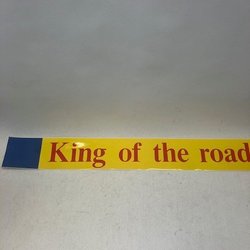 King of the road